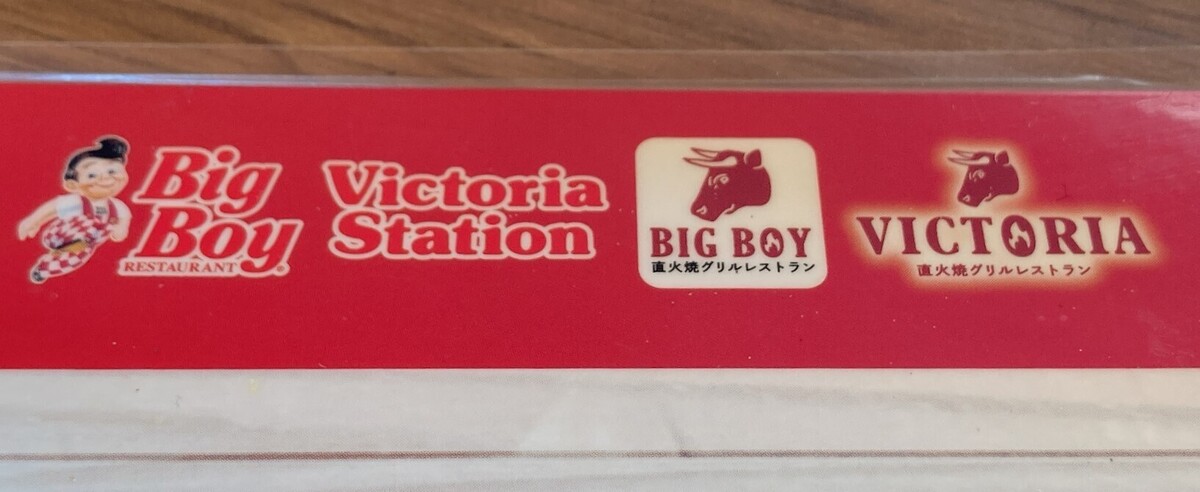 Big
Boy
RESTAURANT
Victoria
Station
BIG BOY
直火焼グリルレストラン
VICTORIA
直火焼グリルレストラン